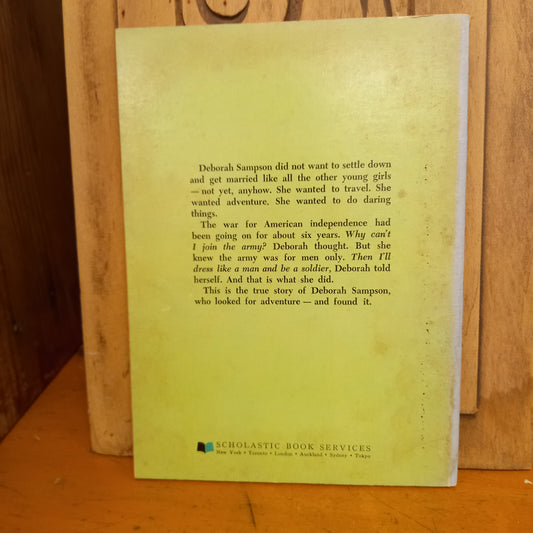 Deborah Sampson did not want to settle down
and get married like all the other young girls
— not yet, anyhow. She wanted to travel. She
wanted adventure. She wanted to do daring
things.
The war for American independence had
been going on for about six years. Why can't
I join the army? Deborah thought. But she
knew the army was for men only. Then I'll
dress like a man and be a soldier, Deborah told
herself. And that is what she did.
This is the true story of Deborah Sampson,
who looked for adventure — and found it.
SCHOLASTIC BOOK SERVICES
New York • Toronto • London • Auckland • Sydney • Tokyo